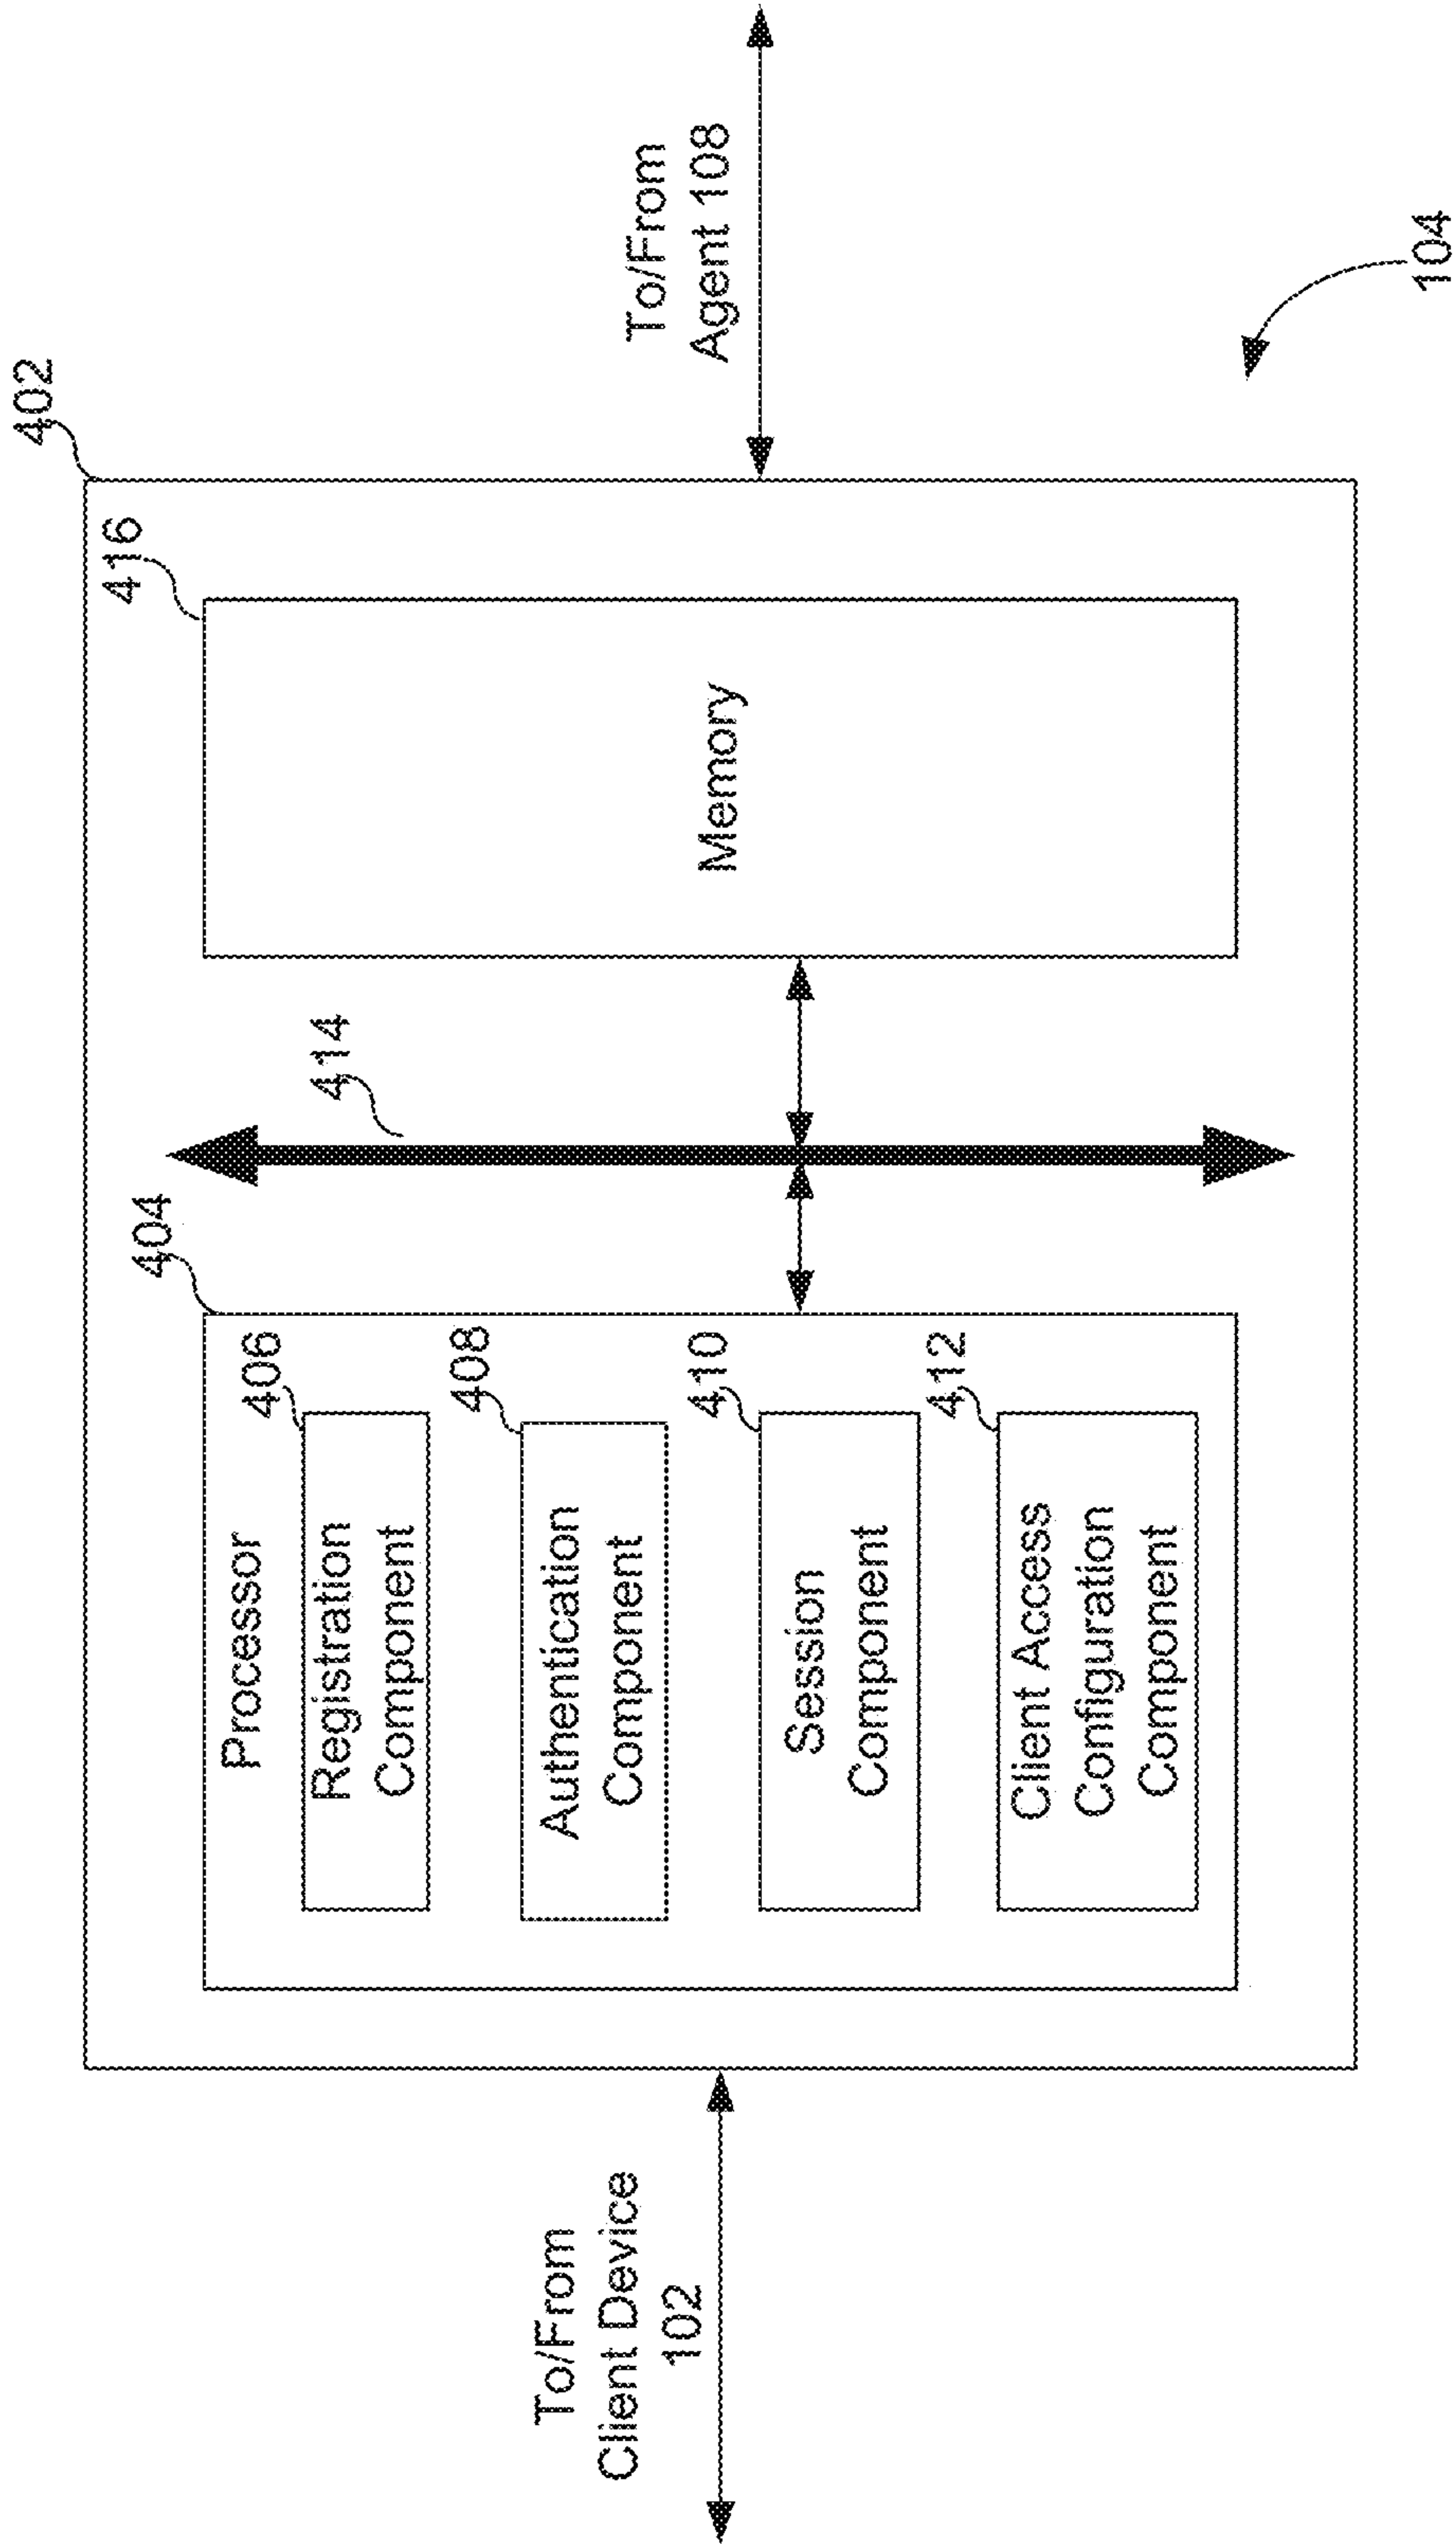 402
404
414
416
Processor
406
Registration
Component
408
Authentication
Component
410
Session
Component
412
Client Access
Configuration
Component
Memory
To/From
Client Device
102
To/From
Agent 108
104